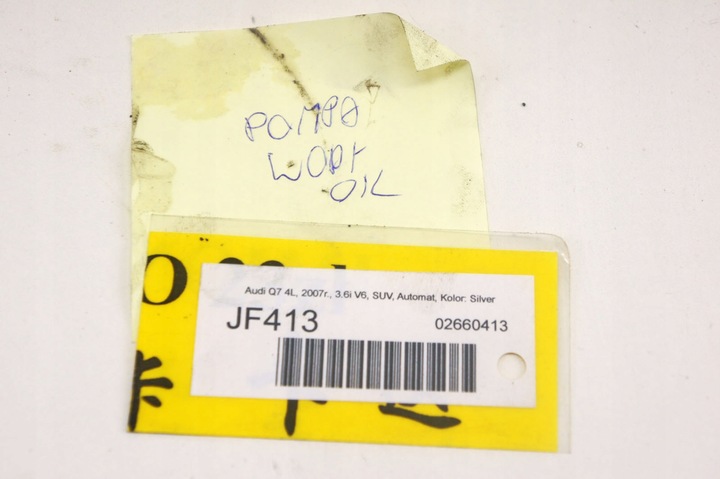 POMPA
WODY
OIL
Audi Q7 4L, 2007r., 3.6i V6, SUV, Automat, Kolor: Silver
JF413
02660413